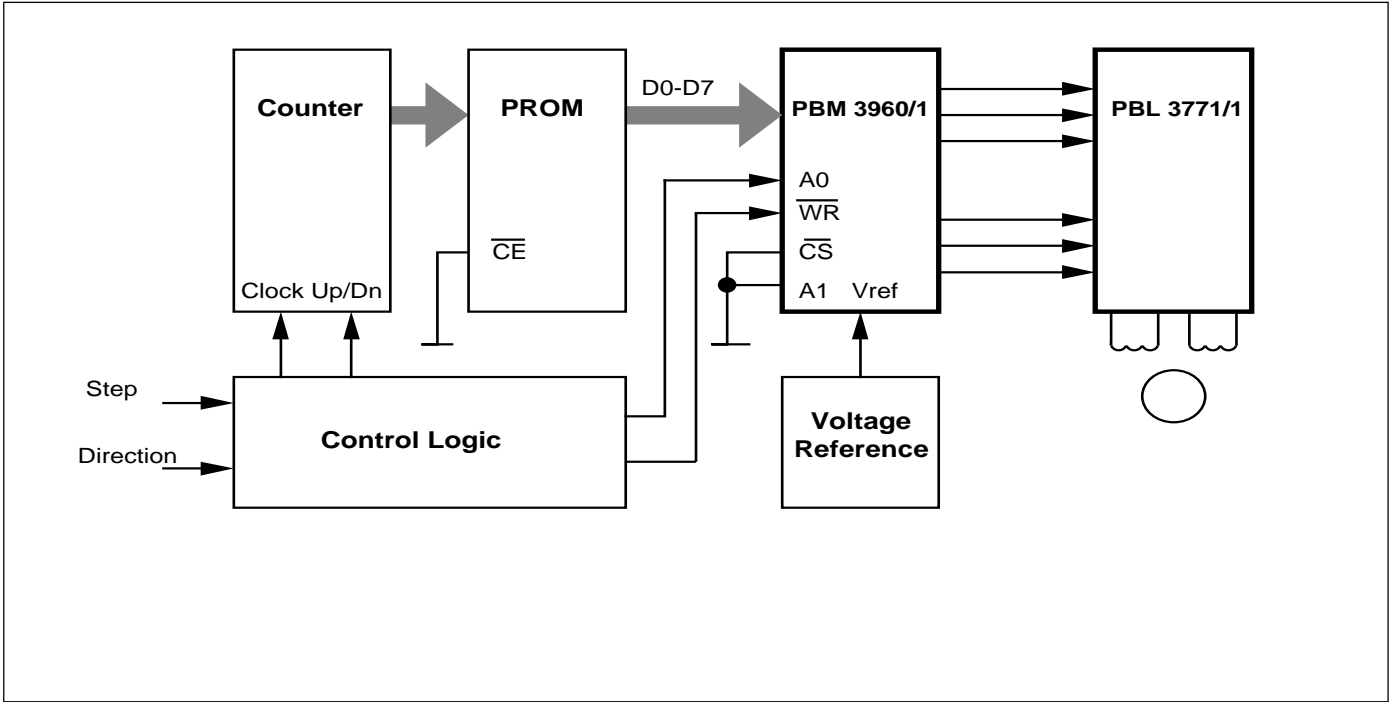 Counter
Clock Up/Dn
PROM
CE
D0-D7
PBM 3960/1
A0
WR
CS
A1 Vref
PBL 3771/1
Step
Direction
Control Logic
Voltage
Reference